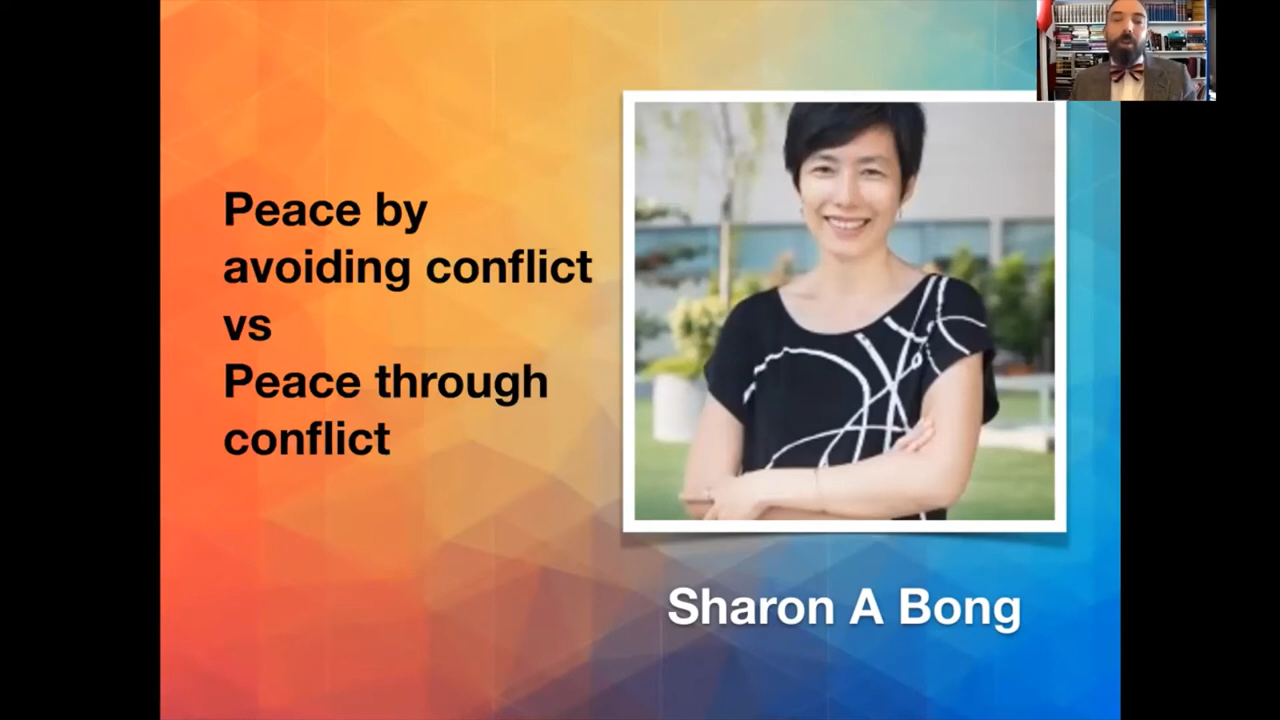 Peace by
avoiding conflict
vs
Peace through
conflict
Sharon A Bong